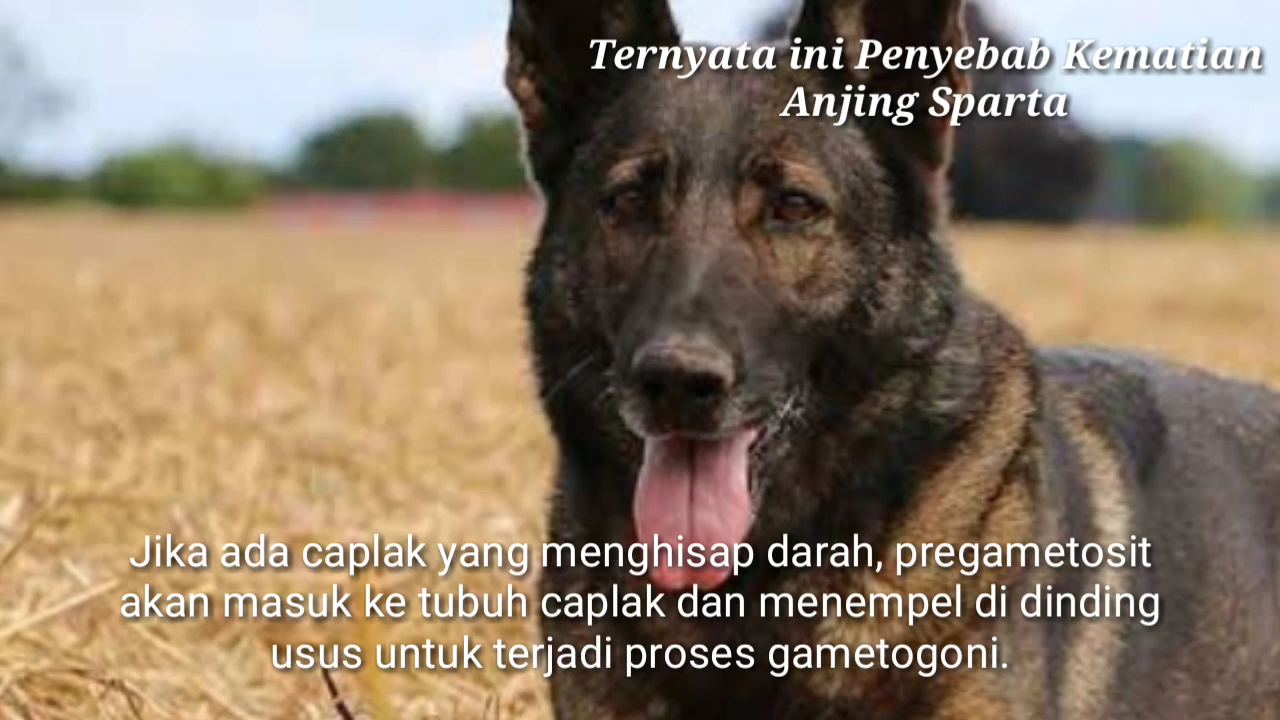 Ternyata ini Penyebab Kematian
Anjing Sparta
Jika ada caplak yang menghisap darah, pregametosit
akan masuk ke tubuh caplak dan menempel di dinding
usus untuk terjadi proses gametogoni.